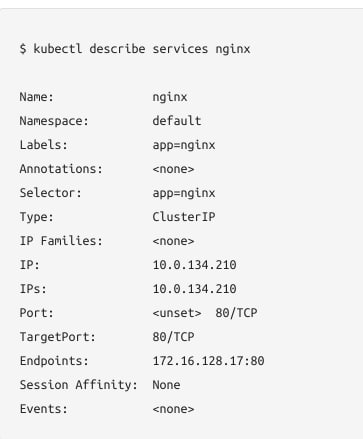 $ kubectl describe services nginx
Name:              nginx
Namespace:         default
Labels:            app=nginx
Annotations:       <none>
Selector:          app=nginx
Type:              ClusterIP
IP Families:       <none>
IP:                10.0.134.210
IPs:               10.0.134.210
Port:              <unset>  80/TCP
TargetPort:        80/TCP
Endpoints:         172.16.128.17:80
Session Affinity:  None
Events:            <none>